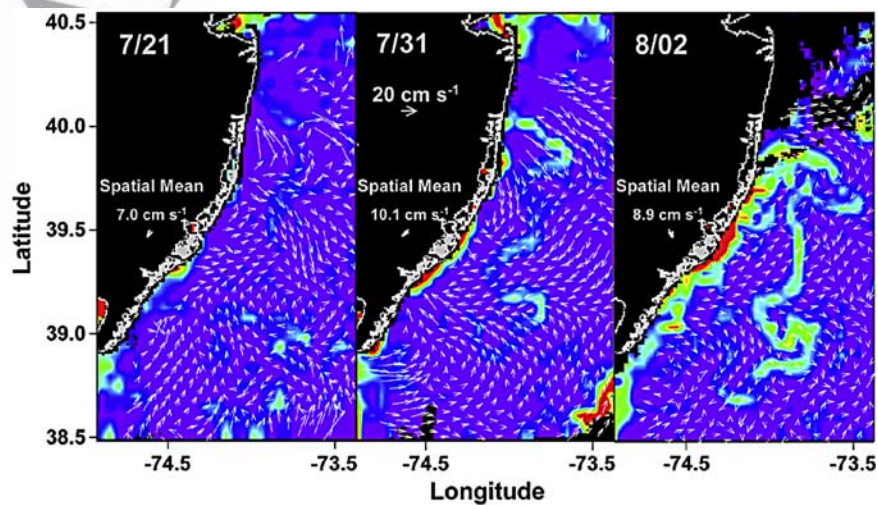 7/21
7/31
8/02
20 cm s⁻¹
Spatial Mean
7.0 cm s⁻¹
Spatial Mean
10.1 cm s⁻¹
Spatial Mean
8.9 cm s⁻¹
40.5
40.0
39.5
39.0
38.5
Latitude
-74.5
-73.5
-74.5
-73.5
-74.5
-73.5
Longitude